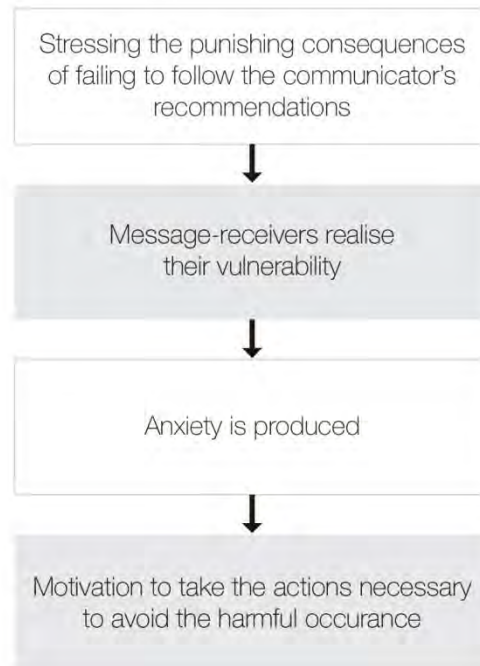 Stressing the punishing consequences
of failing to follow the communicator's
recommendations
Message-receivers realise
their vulnerability
Anxiety is produced
Motivation to take the actions necessary
to avoid the harmful occurance